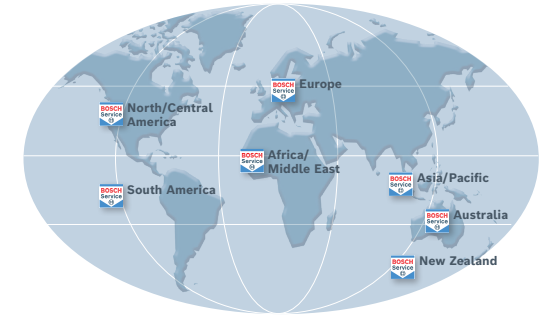 BOSCH
Service
Europe
BOSCH
Service
North/Central
America
BOSCH
Service
Africa/
Middle East
BOSCH
Service
Asia/Pacific
BOSCH
Service
South America
BOSCH
Service
Australia
BOSCH
Service
New Zealand